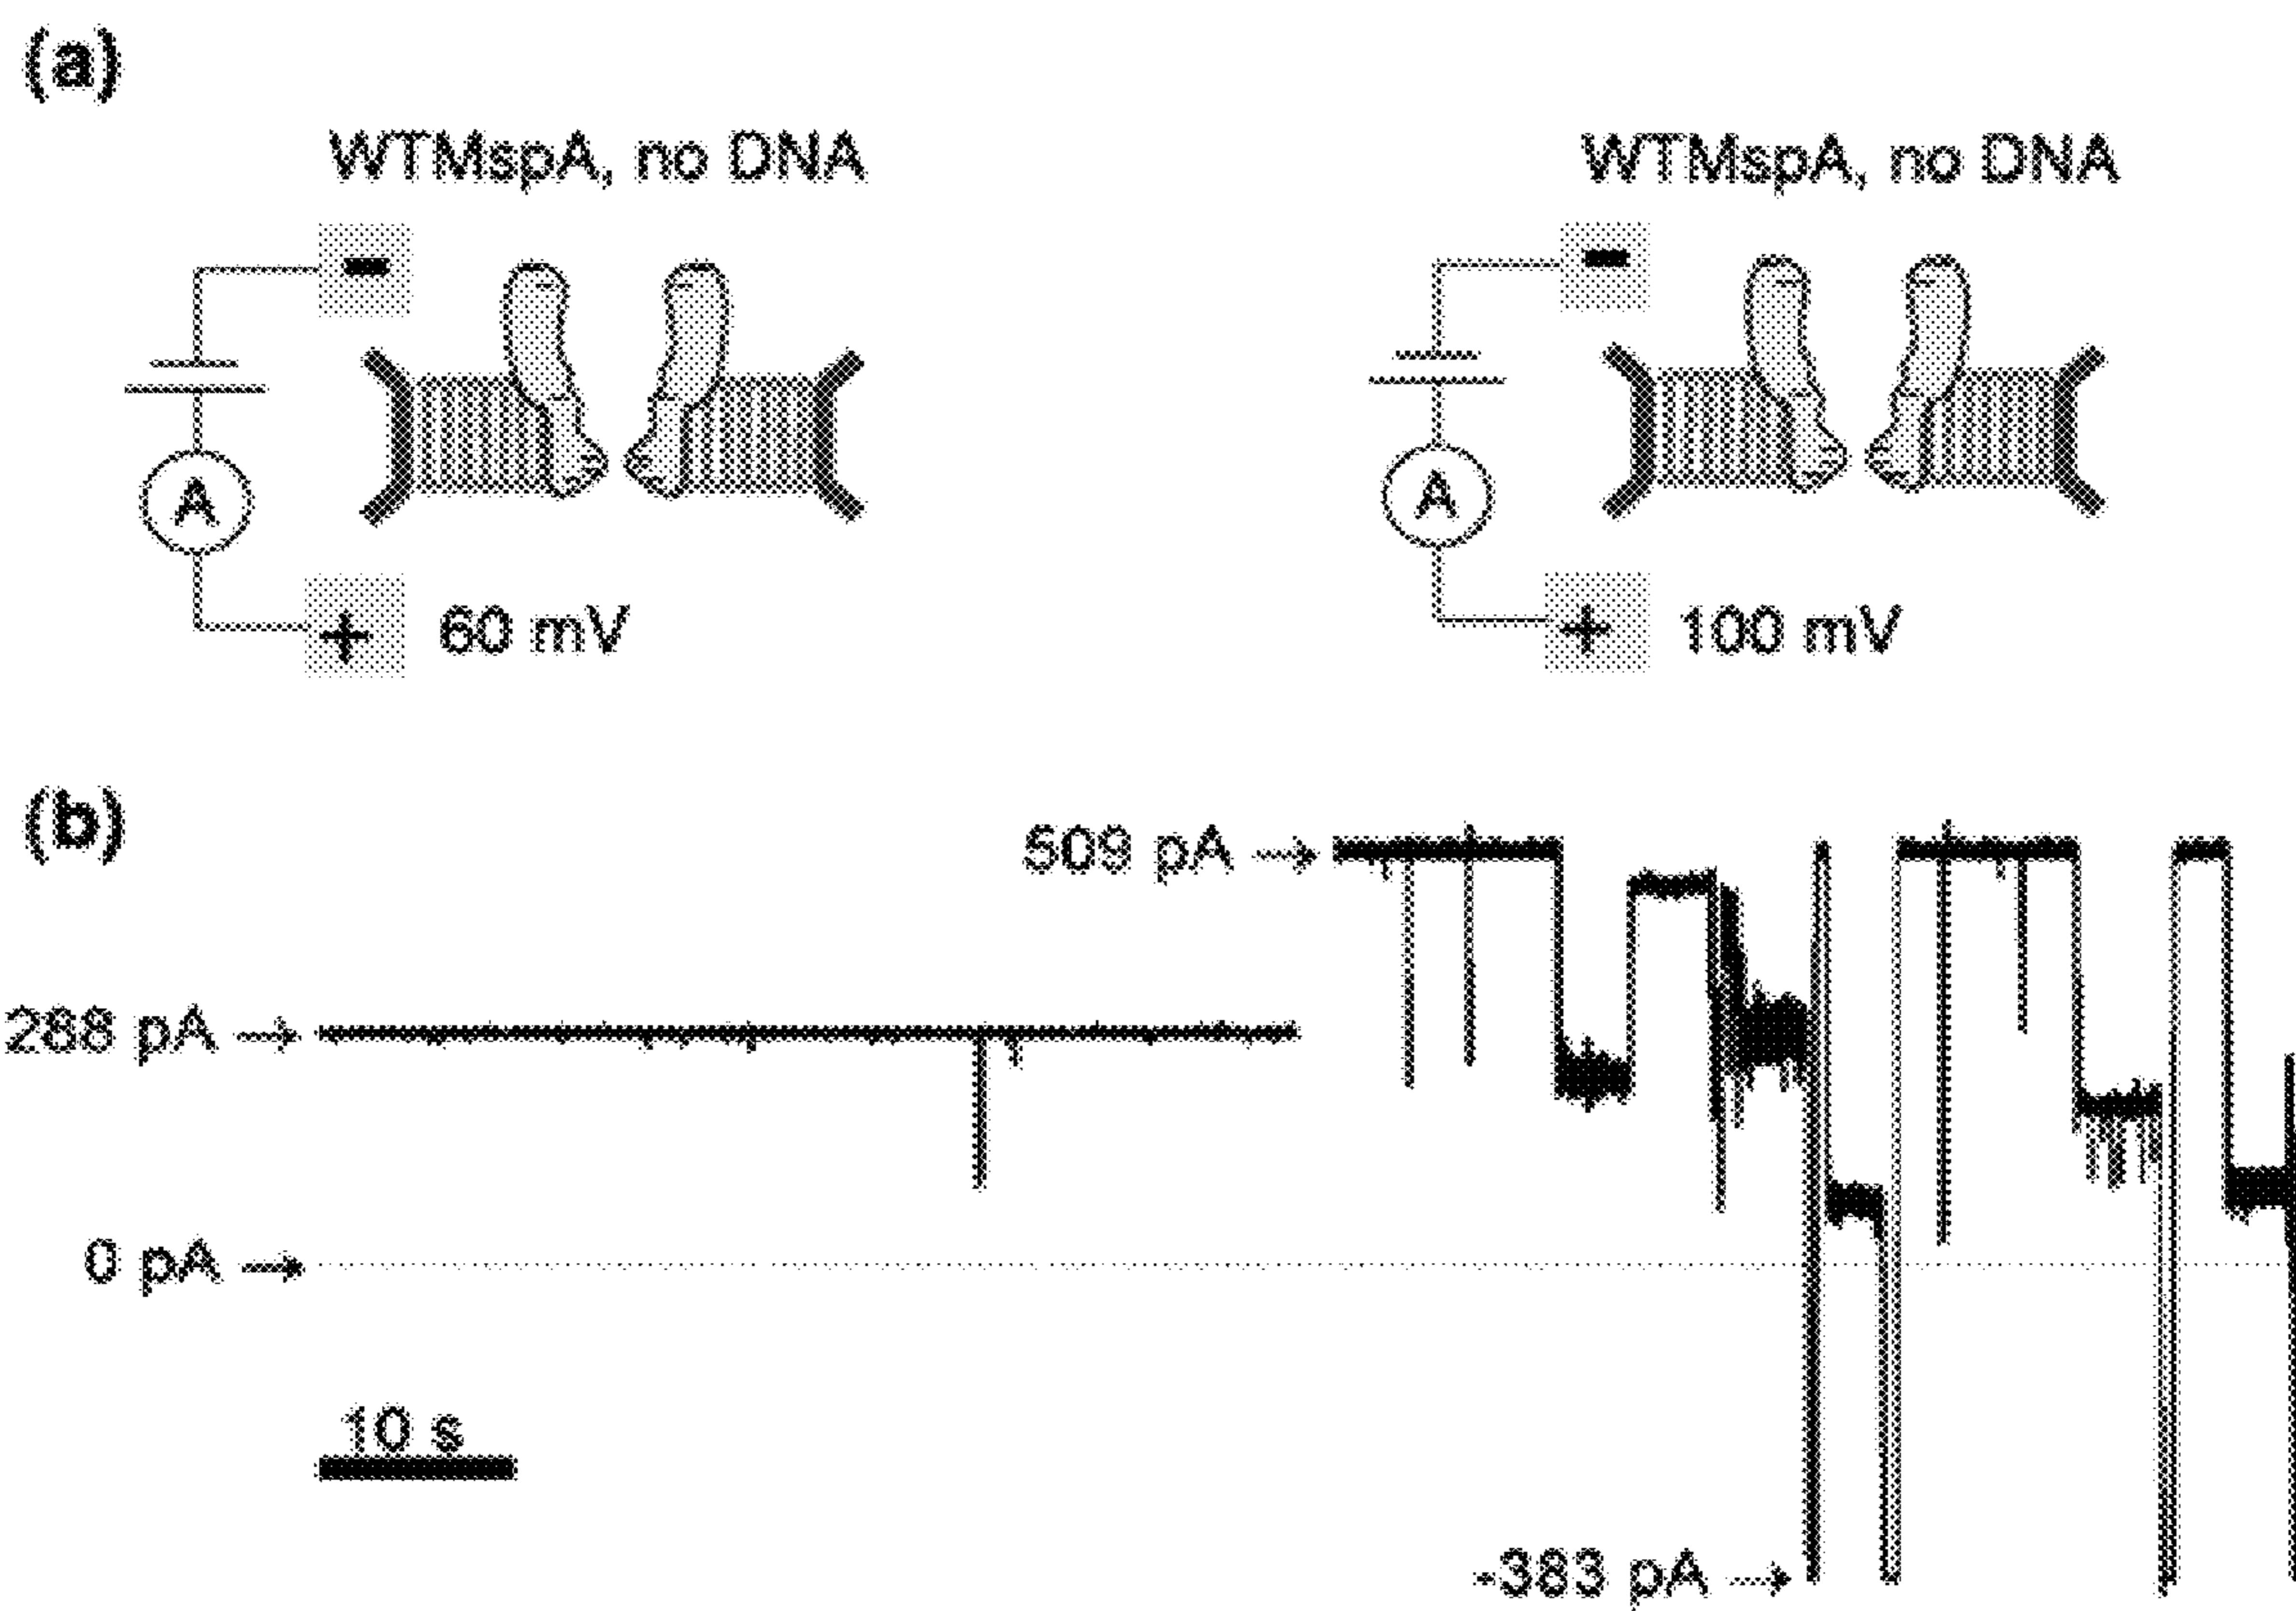 (a)
WTMspA, no DNA
WTMspA, no DNA
-
-
A
A
+ 60 mV
+ 100 mV
(b)
509 pA →
288 pA →
0 pA →
10 s
-383 pA →